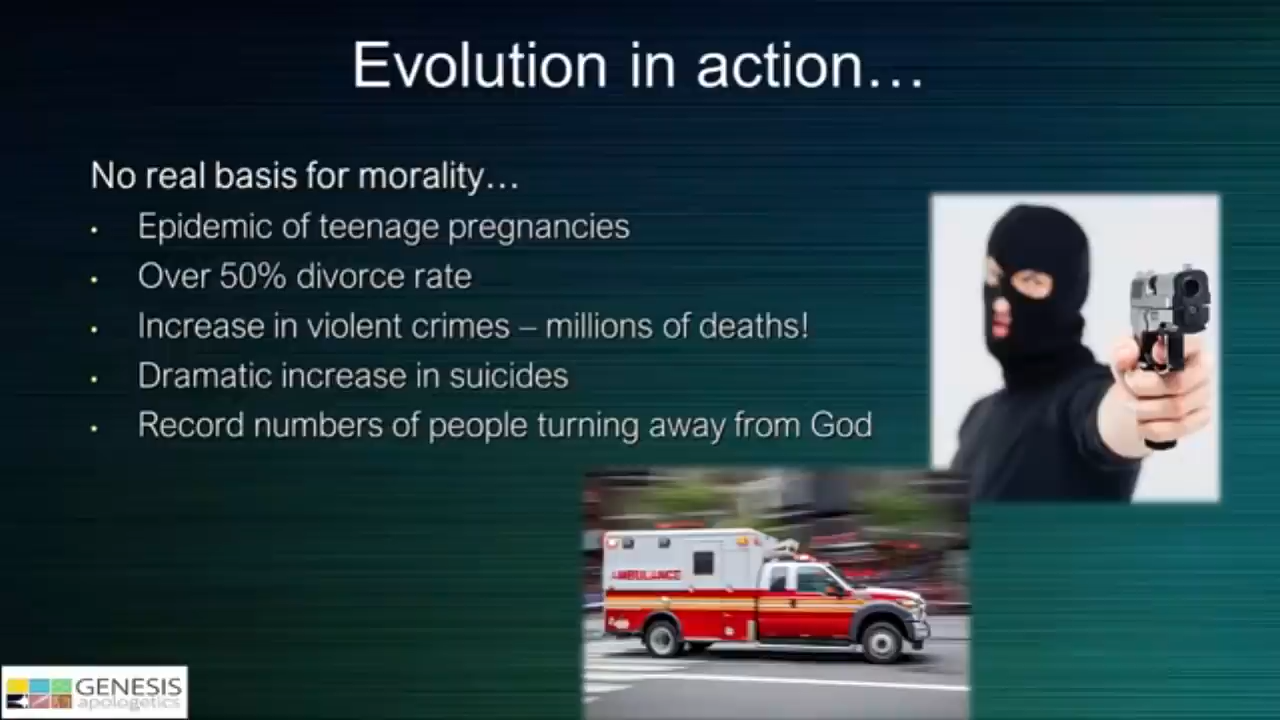 Evolution in action…
No real basis for morality…
• Epidemic of teenage pregnancies
• Over 50% divorce rate
• Increase in violent crimes – millions of deaths!
• Dramatic increase in suicides
• Record numbers of people turning away from God
AMBULANCE
GENESIS
apologetics